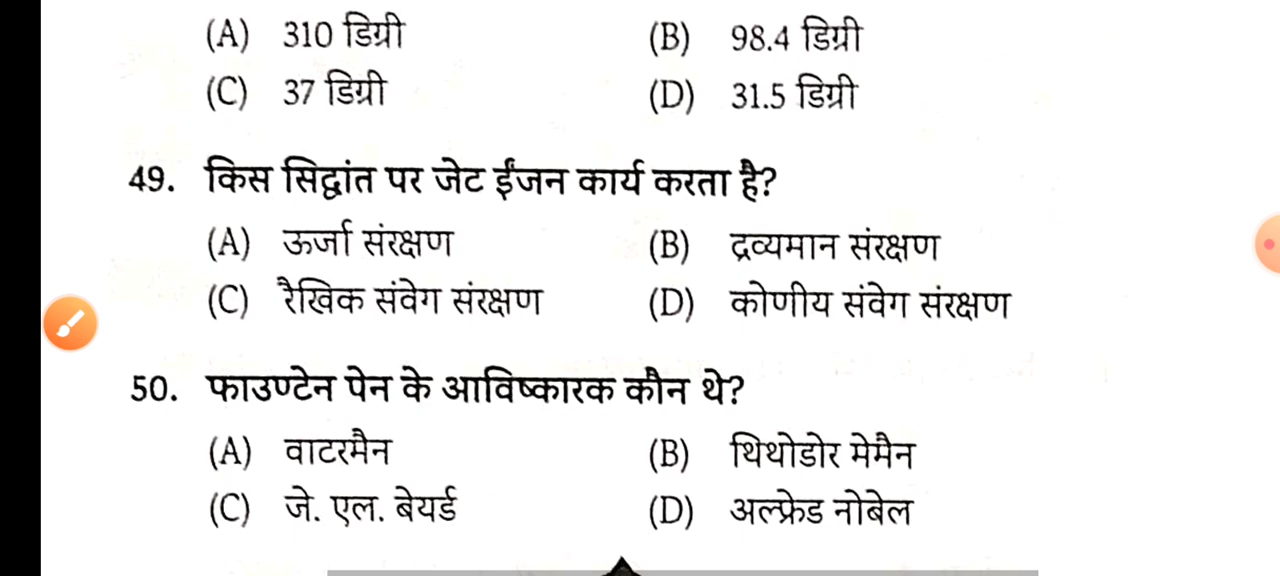 (A) 310 डिग्री (B) 98.4 डिग्री
(C) 37 डिग्री (D) 31.5 डिग्री
49. किस सिद्वांत पर जेट ईंजन कार्य करता है?
(A) ऊर्जा संरक्षण (B) द्रव्यमान संरक्षण
(C) रैखिक संवेग संरक्षण (D) कोणीय संवेग संरक्षण
50. फाउण्टेन पेन के आविष्कारक कौन थे?
(A) वाटरमैन (B) थिथोडोर मेमैन
(C) जे. एल. बेयर्ड (D) अल्फ्रेड नोबेल